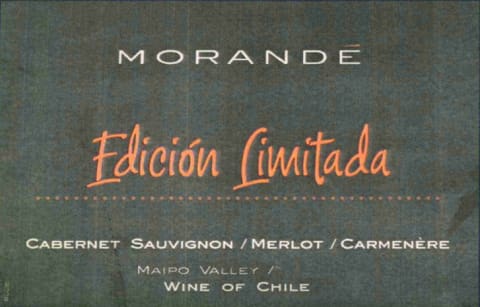 MORANDÉ
Edición Limitada
CABERNET SAUVIGNON / MERLOT / CARMENÈRE
MAIPO VALLEY /
WINE OF CHILE